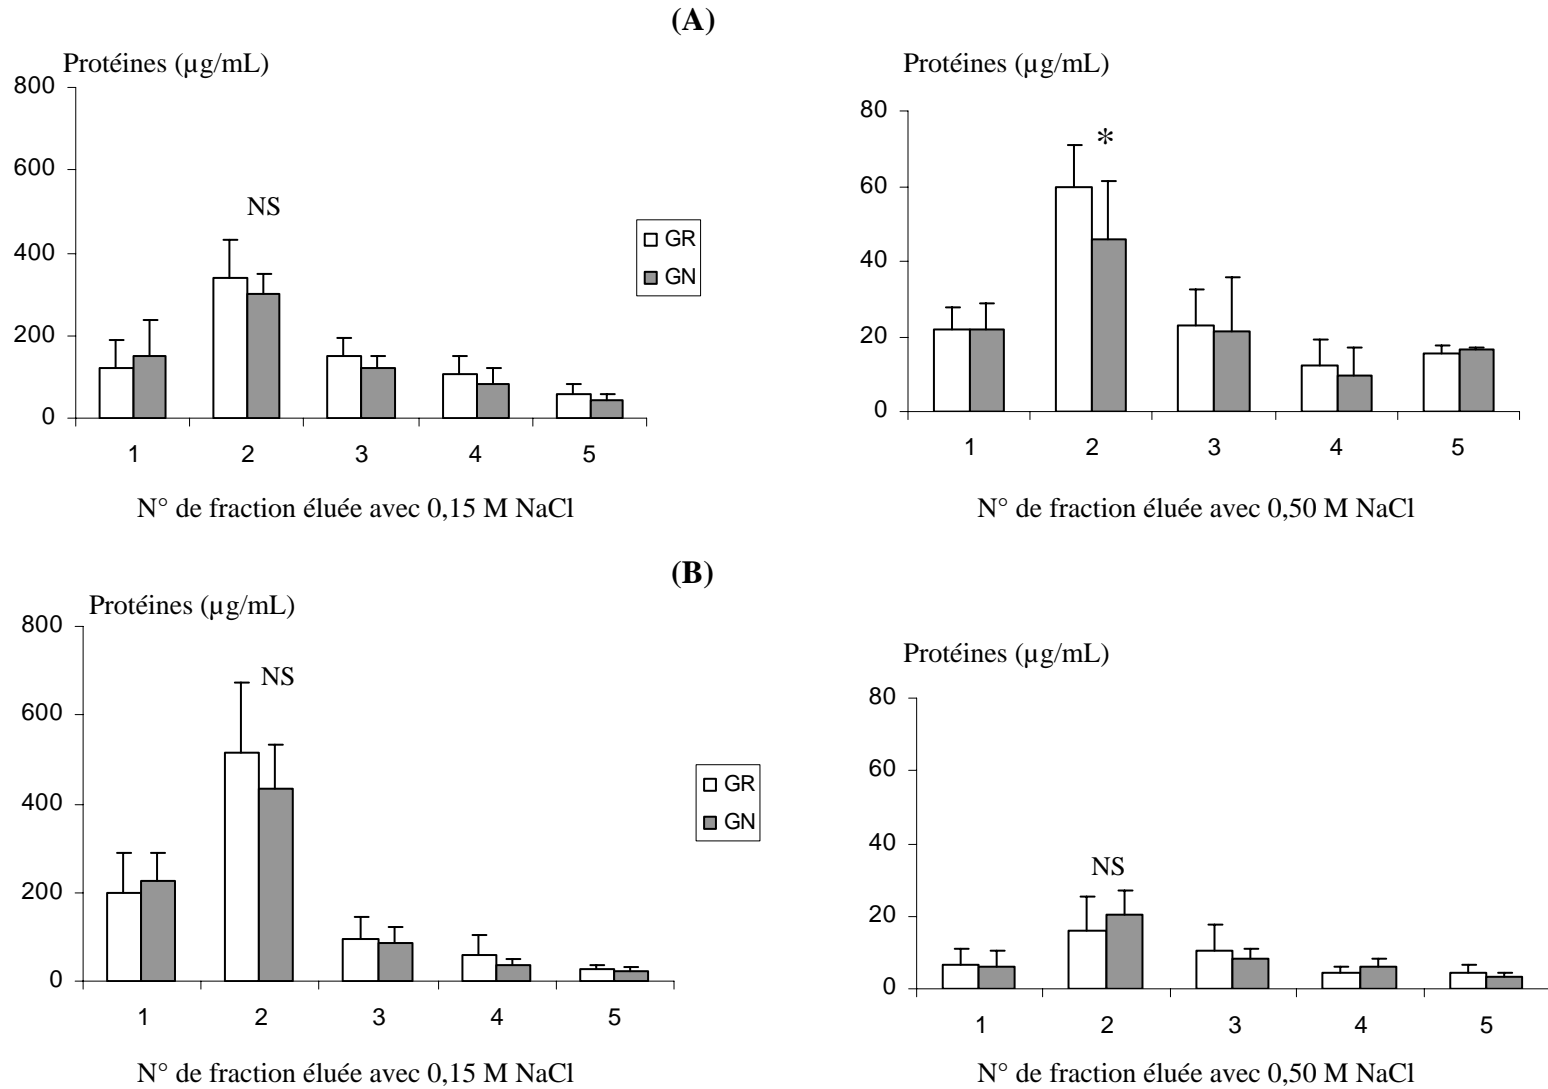 (A)
Protéines (µg/mL)
800
600
400
200
0
NS
GR
GN
1 2 3 4 5
N° de fraction éluée avec 0,15 M NaCl
Protéines (µg/mL)
80
60
40
20
0
*
1 2 3 4 5
N° de fraction éluée avec 0,50 M NaCl
(B)
Protéines (µg/mL)
800
600
400
200
0
NS
GR
GN
1 2 3 4 5
N° de fraction éluée avec 0,15 M NaCl
Protéines (µg/mL)
80
60
40
20
0
NS
1 2 3 4 5
N° de fraction éluée avec 0,50 M NaCl